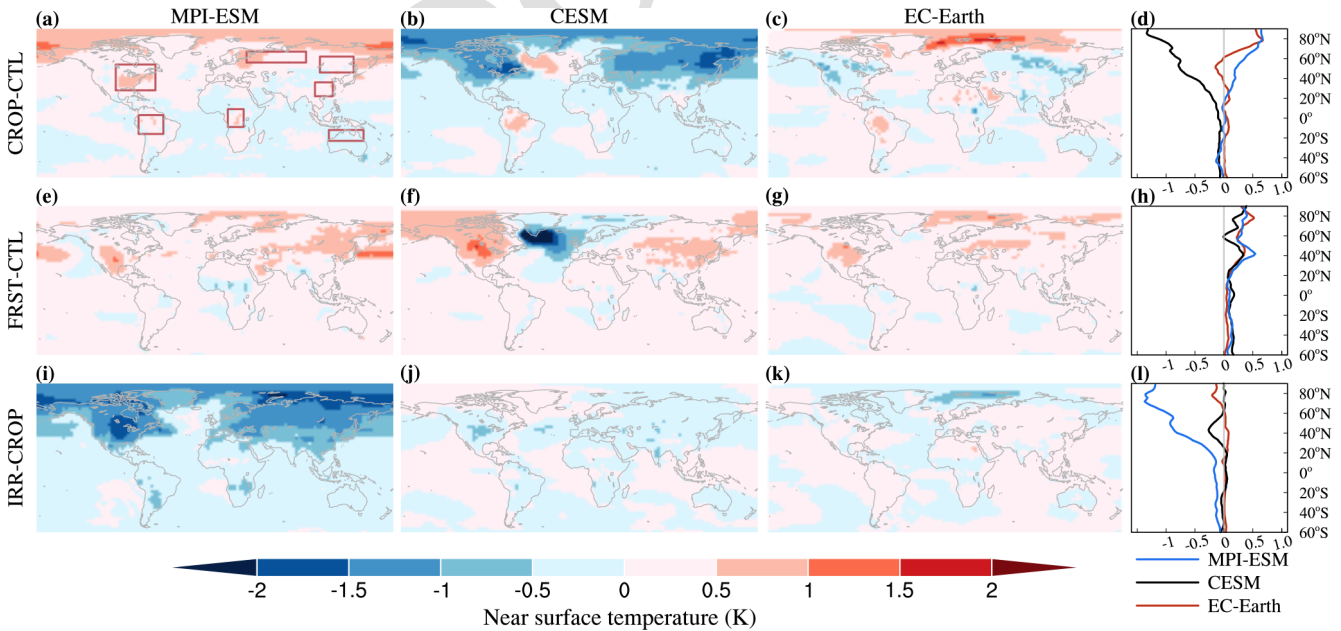 MPI-ESM CESM EC-Earth
(a) (b) (c) (d)
CROP-CTL
80°N
60°N
40°N
20°N
0°
20°S
40°S
60°S
-1 -0.5 0 0.5 1.0
(e) (f) (g) (h)
FRST-CTL
80°N
60°N
40°N
20°N
0°
20°S
40°S
60°S
-1 -0.5 0 0.5 1.0
(i) (j) (k) (l)
IRR-CROP
80°N
60°N
40°N
20°N
0°
20°S
40°S
60°S
-1 -0.5 0 0.5 1.0
-2 -1.5 -1 -0.5 0 0.5 1 1.5 2
Near surface temperature (K)
MPI-ESM
CESM
EC-Earth